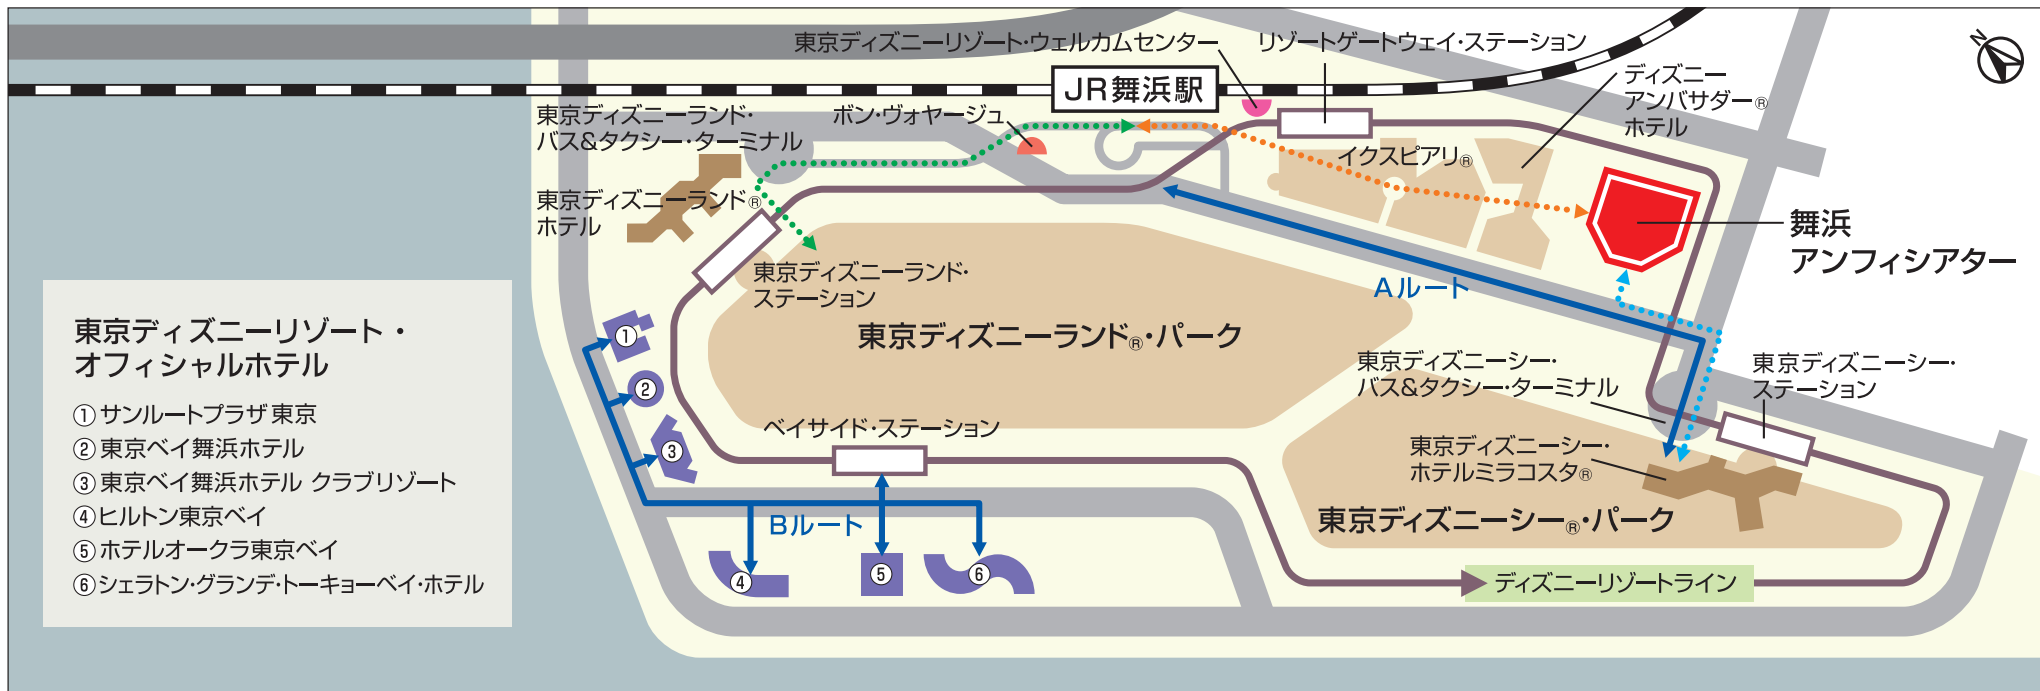 東京ディズニーリゾート・ウェルカムセンター
リゾートゲートウェイ・ステーション
N
JR舞浜駅
ディズニー
アンバサダー®
ホテル
東京ディズニーランド・
バス&タクシー・ターミナル
ボン・ヴォヤージュ
イクスピアリ®
東京ディズニーランド®
ホテル
舞浜
アンフィシアター
東京ディズニーランド・
ステーション
Aルート
東京ディズニーランド®・パーク
東京ディズニーリゾート・
オフィシャルホテル
①サンルートプラザ東京
②東京ベイ舞浜ホテル
③東京ベイ舞浜ホテル クラブリゾート
④ヒルトン東京ベイ
⑤ホテルオークラ東京ベイ
⑥シェラトン・グランデ・トーキョーベイ・ホテル
①
②
③
東京ディズニーシー・
バス&タクシー・ターミナル
東京ディズニーシー・
ステーション
ベイサイド・ステーション
東京ディズニーシー・
ホテルミラコスタ®
Bルート
東京ディズニーシー®・パーク
④
⑤
⑥
ディズニーリゾートライン